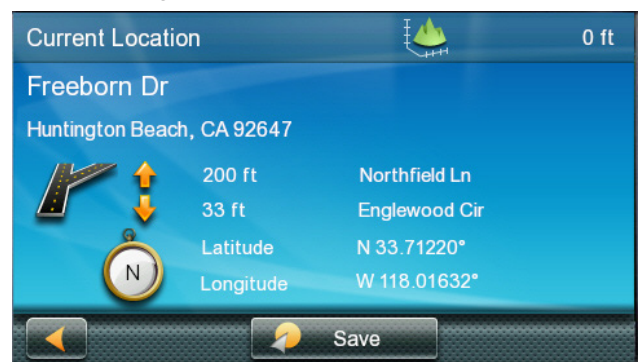 Current Location 0 ft
Freeborn Dr
Huntington Beach, CA 92647
200 ft Northfield Ln
33 ft Englewood Cir
Latitude N 33.71220°
N Longitude W 118.01632°
Save